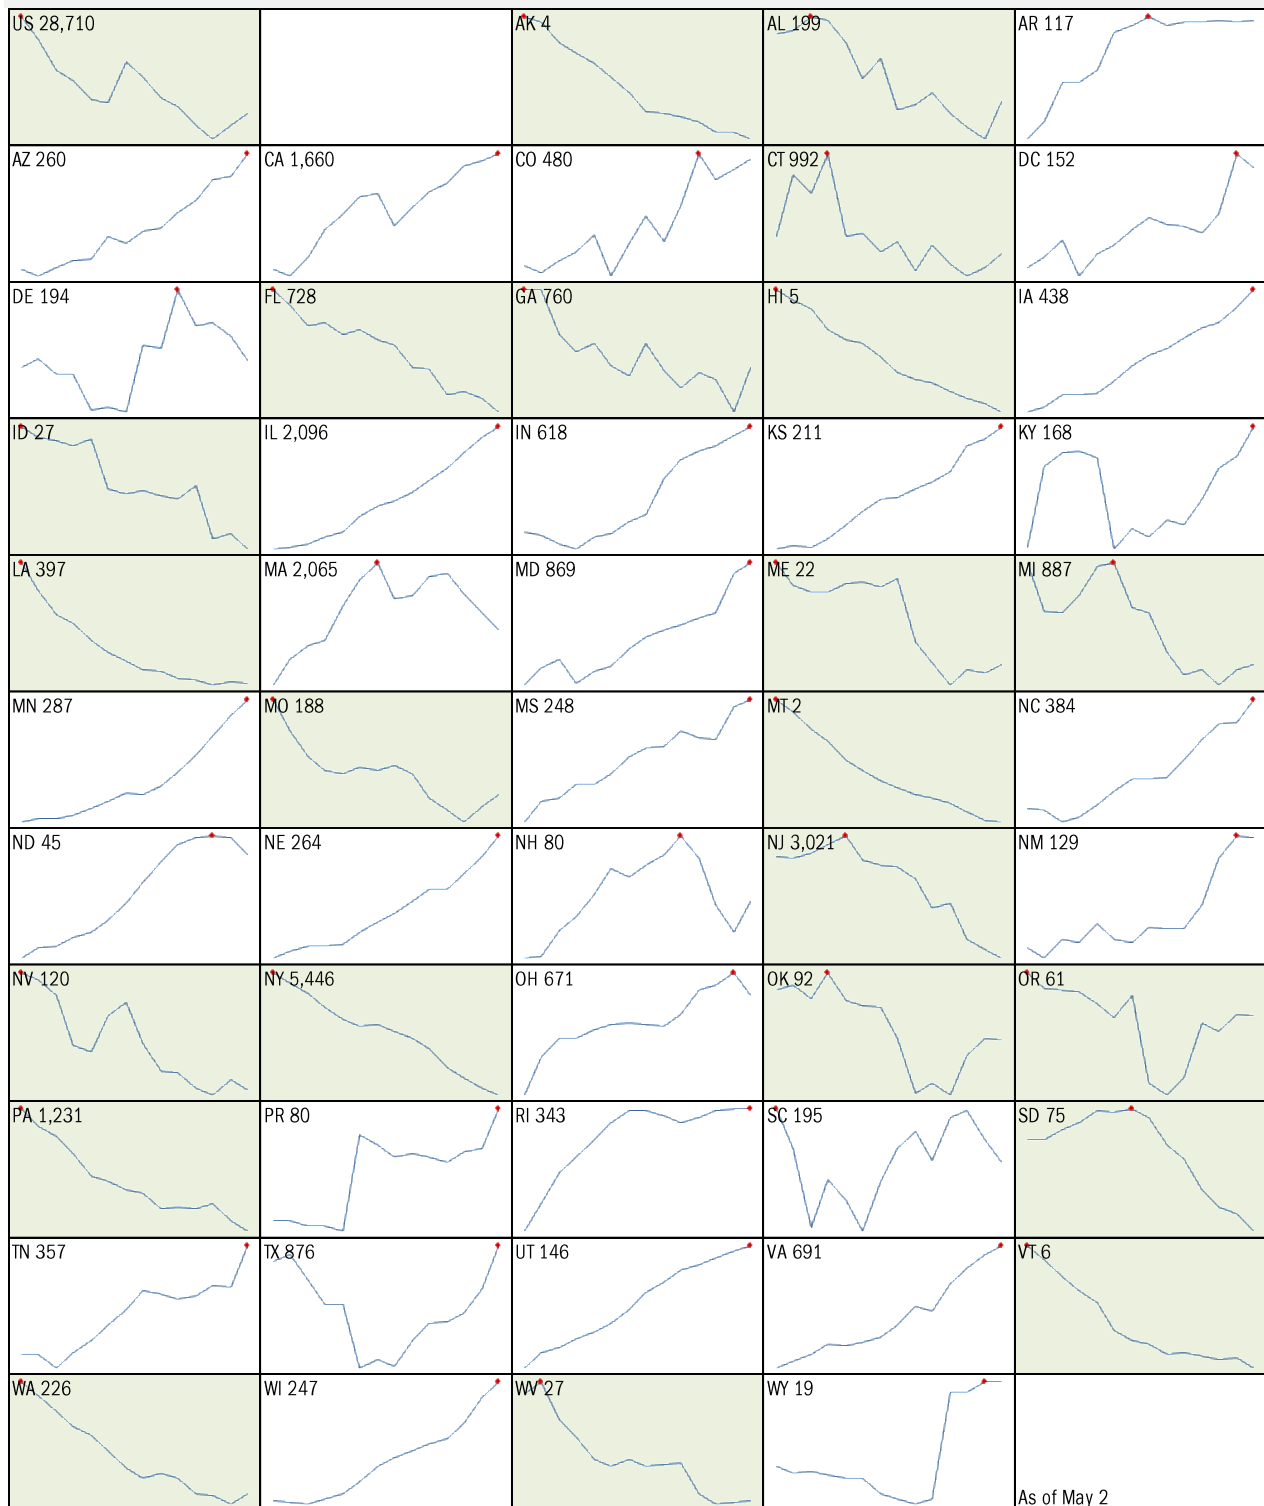 US 28,710
AK 4
AL 199
AR 117
AZ 260
CA 1,660
CO 480
CT 992
DC 152
DE 194
FL 728
GA 760
HI 5
IA 438
ID 27
IL 2,096
IN 618
KS 211
KY 168
LA 397
MA 2,065
MD 869
ME 22
MI 887
MN 287
MO 188
MS 248
MT 2
NC 384
ND 45
NE 264
NH 80
NJ 3,021
NM 129
NV 120
NY 5,446
OH 671
OK 92
OR 61
PA 1,231
PR 80
RI 343
SC 195
SD 75
TN 357
TX 876
UT 146
VA 691
VT 6
WA 226
WI 247
WV 27
WY 19
As of May 2